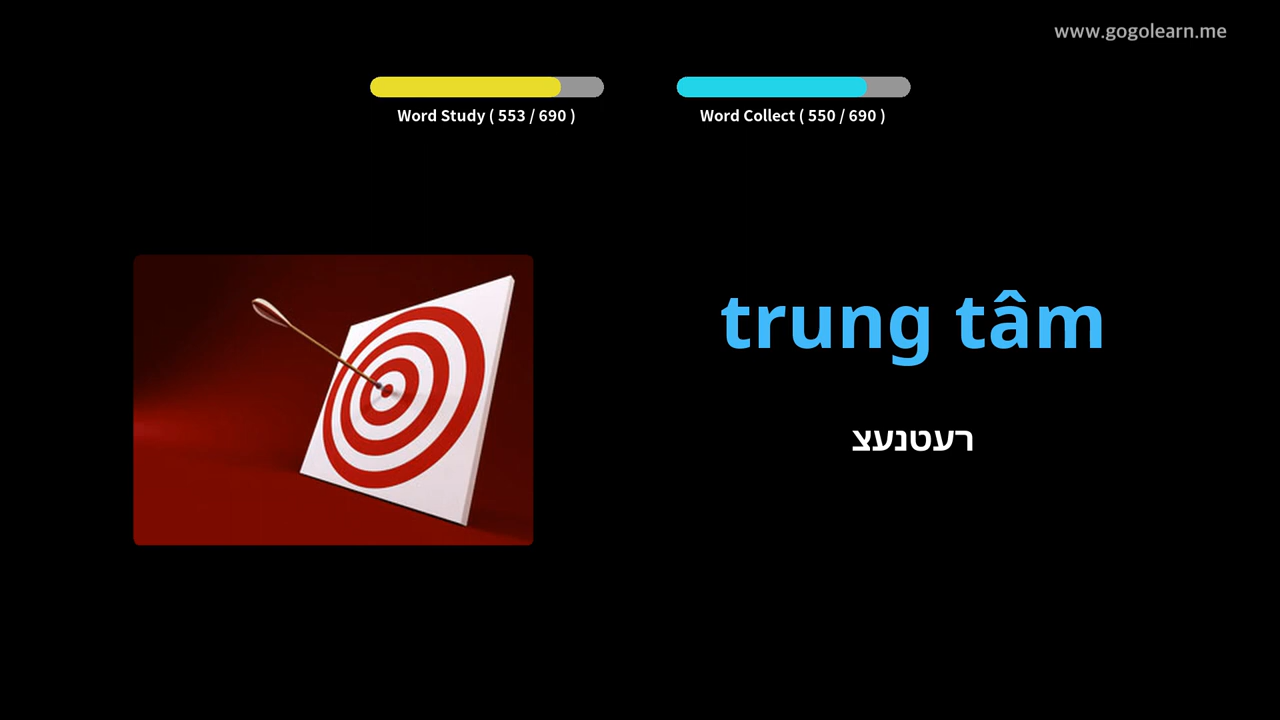 www.gogolearn.me
Word Study ( 553 / 690 )
Word Collect ( 550 / 690 )
trung tâm
רעטנעצ